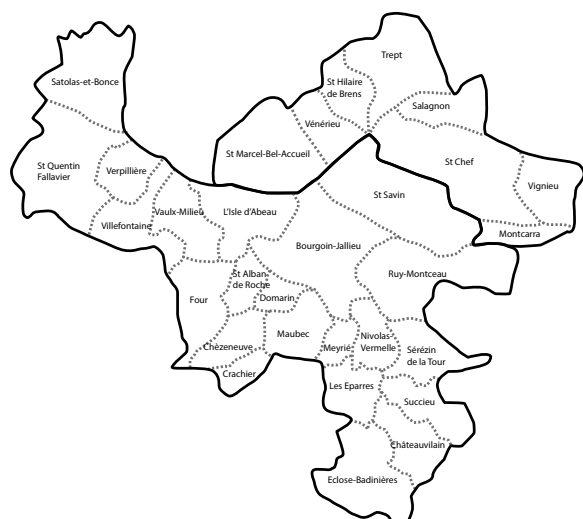 Trept
Satolas-et-Bonce
St Hilaire
de Brens
Salagnon
Vénérieu
St Marcel-Bel-Accueil
St Chef
St Quentin
Fallavier
Verpillière
Vignieu
St Savin
Vaulx-Milieu
L'Isle d'Abeau
Villefontaine
Montcarra
Bourgoin-Jallieu
St Alban
de Roche
Ruy-Montceau
Four
Domarin
Maubec
Nivolas-
Vermelle
Chèzeneuve
Meyrié
Sérézin
de la Tour
Crachier
Les Eparres
Succieu
Châteauvilain
Eclose-Badinières